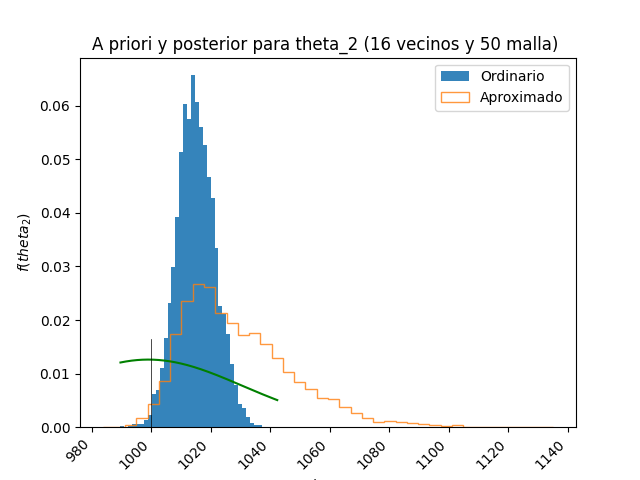 A priori y posterior para theta_2 (16 vecinos y 50 malla)
Ordinario
Aproximado
f(theta₂)
0.06
0.05
0.04
0.03
0.02
0.01
0.00
980 1000 1020 1040 1060 1080 1100 1120 1140